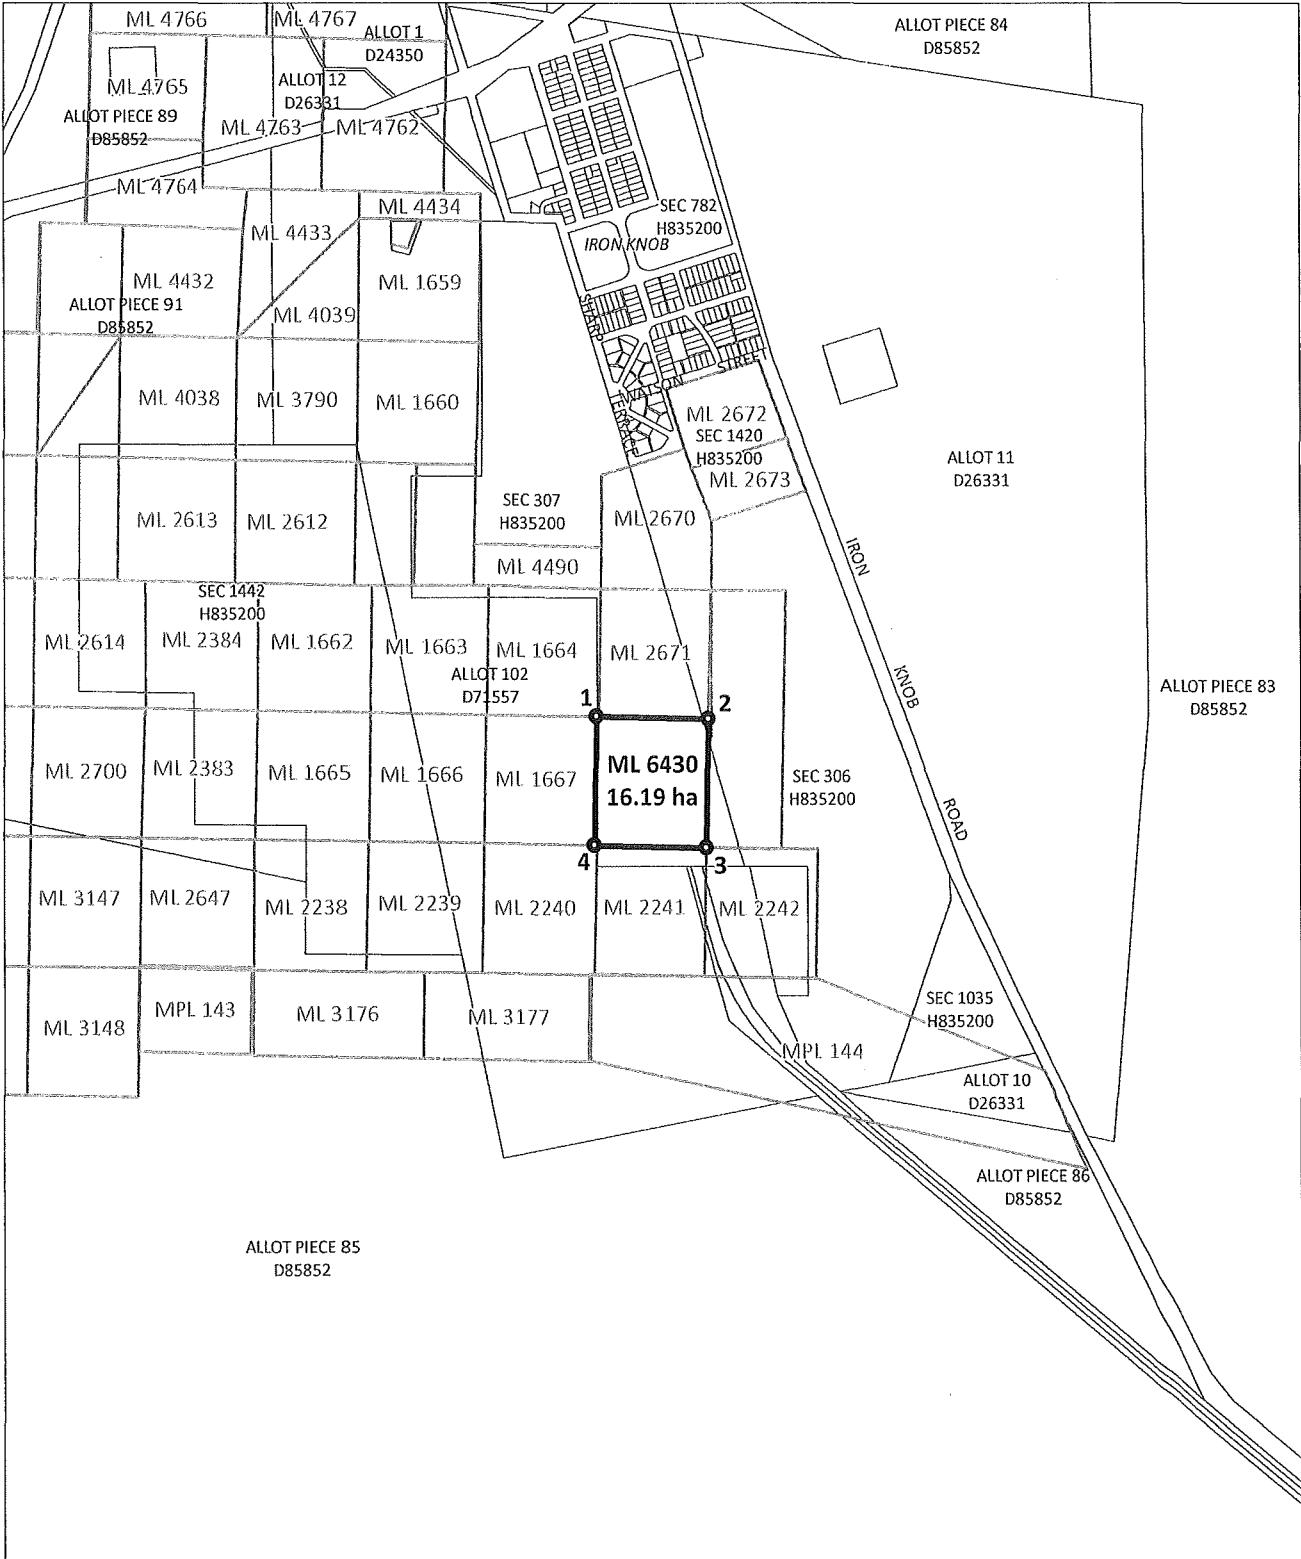 ML 4766
ML 4767
ALLOT 1
D24350
ALLOT PIECE 84
D85852
ML 4765
ALLOT 12
D26331
ALLOT PIECE 89
D85852
ML 4763
ML 4762
ML 4764
ML 4434
SEC 782
H835200
ML 4433
IRON KNOB
ML 4432
ML 1659
ALLOT PIECE 91
D85852
ML 4039
STARR
TERRACE
WATSON
STREET
ML 4038
ML 3790
ML 1660
ML 2672
SEC 1420
H835200
ML 2673
ALLOT 11
D26331
SEC 307
H835200
ML 2613
ML 2612
ML 2670
ML 4490
IRON
KNOB
ROAD
SEC 1442
H835200
ML 2614
ML 2384
ML 1662
ML 1663
ML 1664
ML 2671
ALLOT 102
D71557
ALLOT PIECE 83
D85852
1
2
ML 2700
ML 2383
ML 1665
ML 1666
ML 1667
ML 6430
16.19 ha
SEC 306
H835200
4
3
ML 3147
ML 2647
ML 2238
ML 2239
ML 2240
ML 2241
ML 2242
ML 3148
MPL 143
ML 3176
ML 3177
SEC 1035
H835200
MPL 144
ALLOT 10
D26331
ALLOT PIECE 86
D85852
ALLOT PIECE 85
D85852